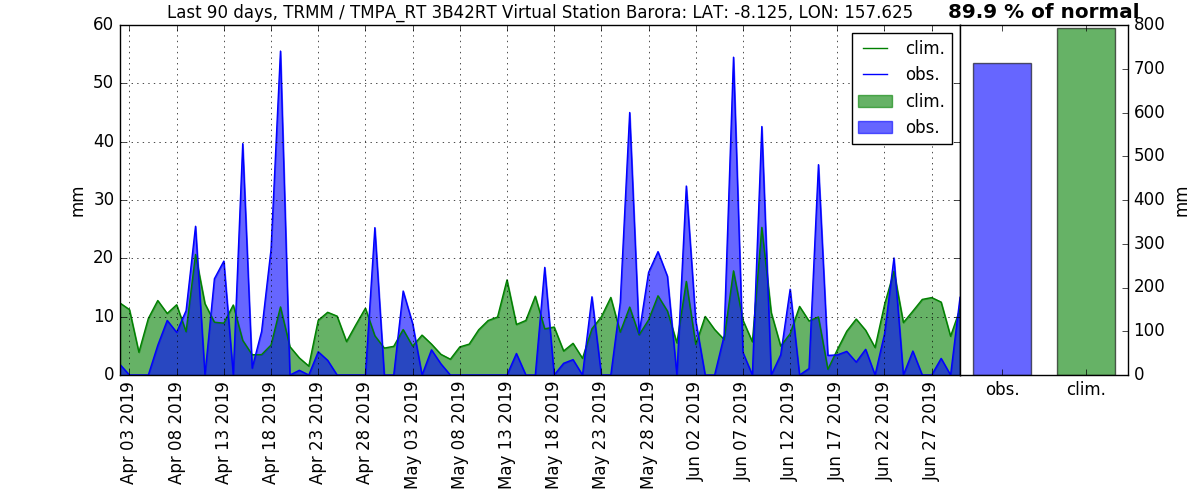 Last 90 days, TRMM / TMPA_RT 3B42RT Virtual Station Barora: LAT: -8.125, LON: 157.625
89.9 % of normal
60
50
40
30
20
10
0
mm
clim.
obs.
clim.
obs.
800
700
600
500
400
300
200
100
0
mm
obs.
clim.
Apr 03 2019
Apr 08 2019
Apr 13 2019
Apr 18 2019
Apr 23 2019
Apr 28 2019
May 03 2019
May 08 2019
May 13 2019
May 18 2019
May 23 2019
May 28 2019
Jun 02 2019
Jun 07 2019
Jun 12 2019
Jun 17 2019
Jun 22 2019
Jun 27 2019